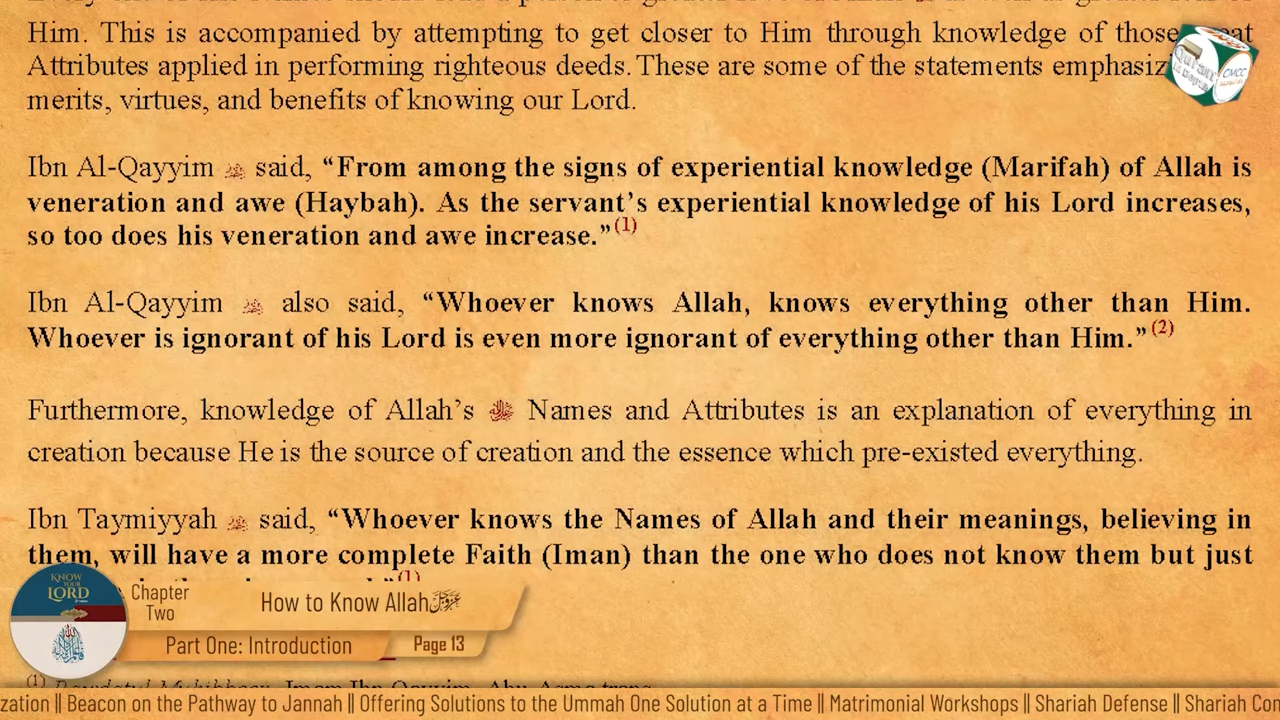 Him. This is accompanied by attempting to get closer to Him through knowledge of those
Attributes applied in performing righteous deeds. These are some of the statements
merits, virtues, and benefits of knowing our Lord.
Ibn Al-Qayyim said, “From among the signs of experiential knowledge (Marifah) of Allah is
veneration and awe (Haybah). As the servant’s experiential knowledge of his Lord increases,
so too does his veneration and awe increase.”(1)
Ibn Al-Qayyim also said, “Whoever knows Allah, knows everything other than Him.
Whoever is ignorant of his Lord is even more ignorant of everything other than Him.”(2)
Furthermore, knowledge of Allah’s Names and Attributes is an explanation of everything in
creation because He is the source of creation and the essence which pre-existed everything.
Ibn Taymiyyah said, “Whoever knows the Names of Allah and their meanings, believing in
them, will have a more complete Faith (Iman) than the one who does not know them but just
(1)
KNOW
YOUR
LORD
Chapter
Two
How to Know Allah
Part One: Introduction
Page 13
CMCC
zation || Beacon on the Pathway to Jannah || Offering Solutions to the Ummah One Solution at a Time || Matrimonial Workshops || Shariah Defense || Shariah Con